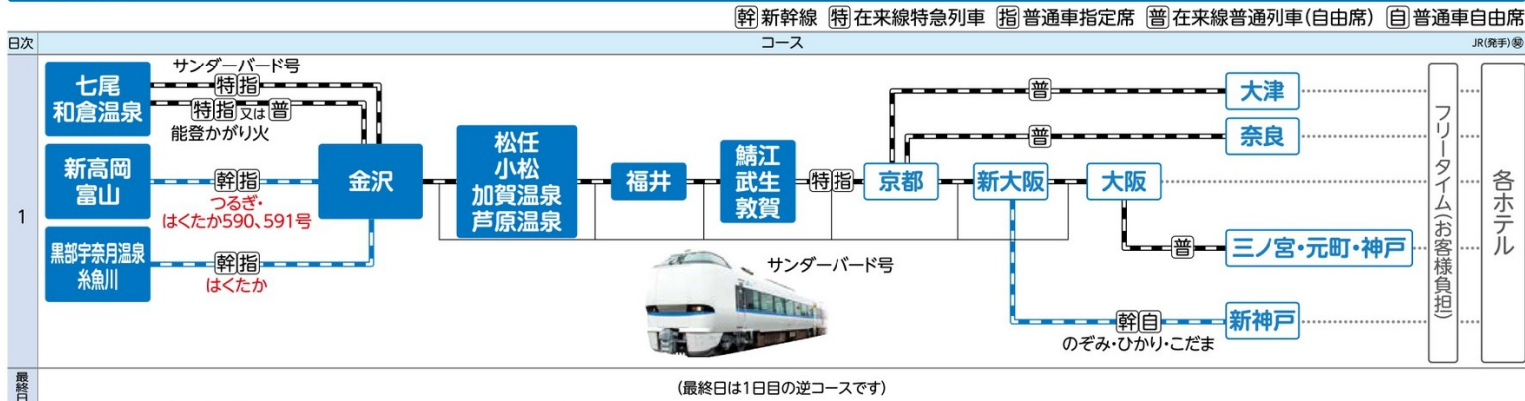 幹新幹線 特在来線特急列車 指普通車指定席 普在来線普通列車(自由席) 自普通車自由席
日次 コース JR(発手)契
1
七尾
和倉温泉
サンダーバード号
特指
特指又は普
能登かがり火
新高岡
富山
幹指
つるぎ・
はくたか590、591号
黒部宇奈月温泉
糸魚川
幹指
はくたか
金沢
松任
小松
加賀温泉
芦原温泉
福井
鯖江
武生
敦賀
特指
京都
新大阪
大阪
サンダーバード号
普
大津
普
奈良
普
三ノ宮・元町・神戸
幹自
のぞみ・ひかり・こだま
新神戸
フリータイム(お客様負担)
各ホテル
最終日
(最終日は1日目の逆コースです)